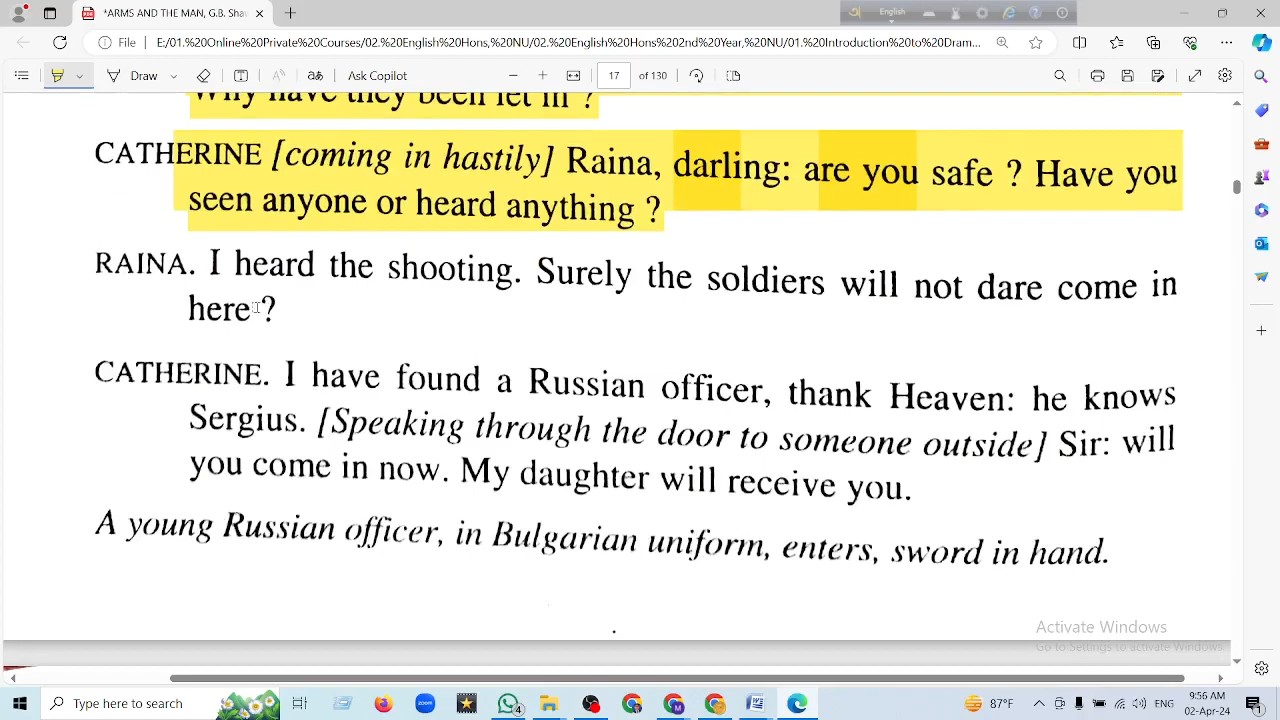 *ARMS AND THE MAN, G.B. Shaw
English
File E:/01.%20Online%20Private%20Courses/02.%20English%20Hons,%20NU/02.%20English%20Hons%202nd%20Year,%20NU/01.%20Introduction%20to%20Dram...
Draw Ask Copilot 17 of 130
Why have they been let in ?
CATHERINE [coming in hastily] Raina, darling: are you safe ? Have you
seen anyone or heard anything ?
RAINA. I heard the shooting. Surely the soldiers will not dare come in
here ?
CATHERINE. I have found a Russian officer, thank Heaven: he knows
Sergius. [Speaking through the door to someone outside] Sir: will
you come in now. My daughter will receive you.
A young Russian officer, in Bulgarian uniform, enters, sword in hand.
Activate Windows
Go to Settings to activate Windows.
Type here to search
zoom
4
87°F
9:56 AM
02-Apr-24